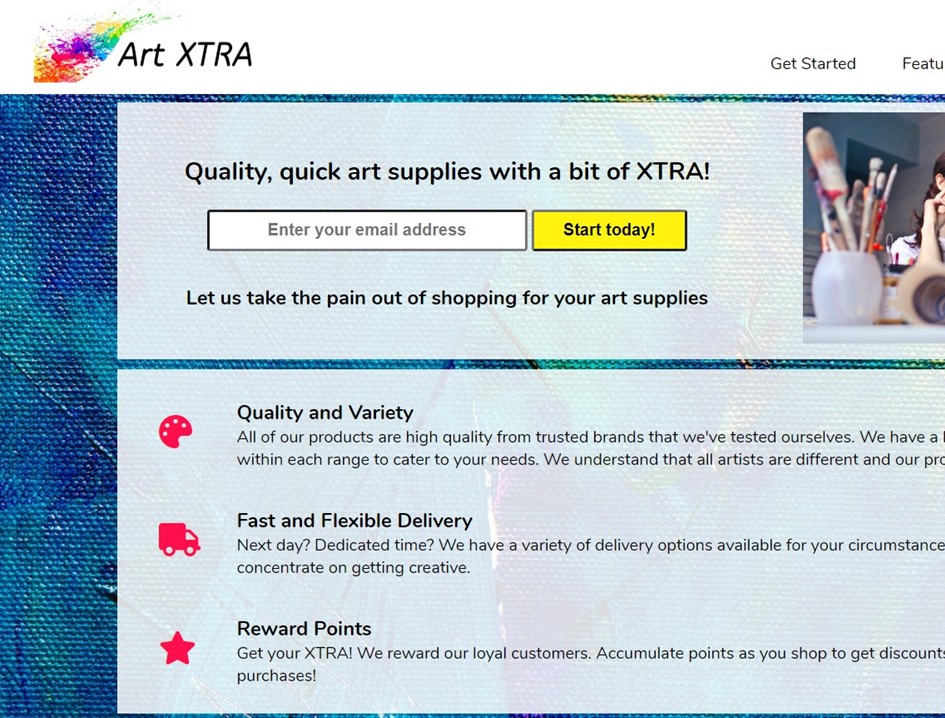 Art XTRA
Get Started
Featu
Quality, quick art supplies with a bit of XTRA!
Enter your email address
Start today!
Let us take the pain out of shopping for your art supplies
Quality and Variety
All of our products are high quality from trusted brands that we've tested ourselves. We have a
within each range to cater to your needs. We understand that all artists are different and our pro
Fast and Flexible Delivery
Next day? Dedicated time? We have a variety of delivery options available for your circumstance
concentrate on getting creative.
Reward Points
Get your XTRA! We reward our loyal customers. Accumulate points as you shop to get discounts
purchases!